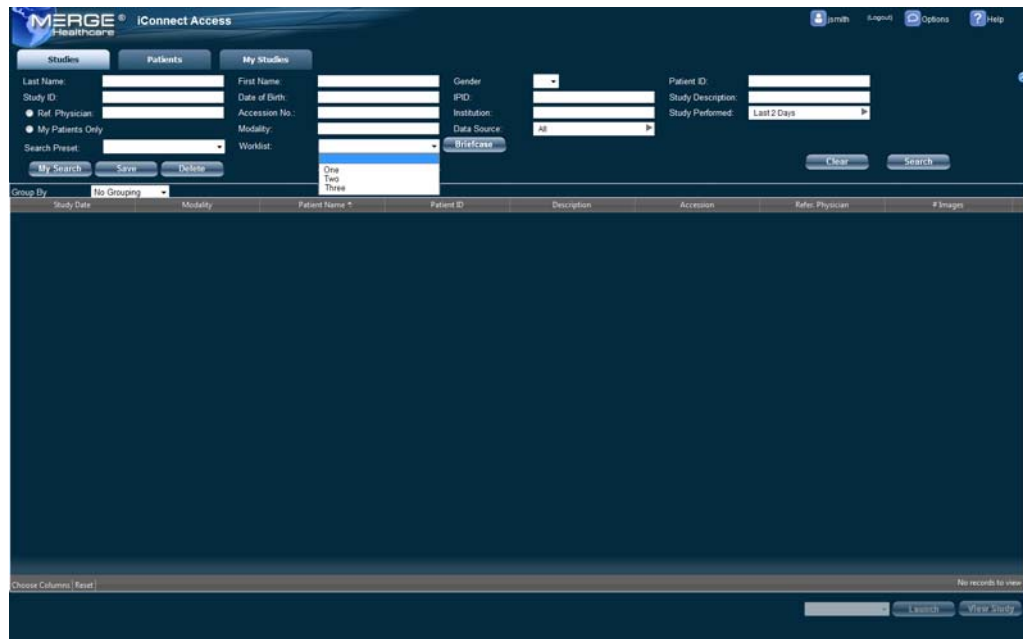 MERGE® iConnect Access
Healthcare
jsmith (Logout) Options ? Help
Studies Patients My Studies
Last Name: First Name: Gender Patient ID:
Study ID: Date of Birth: IPID: Study Description:
Ref. Physician: Accession No.: Institution: Study Performed: Last 2 Days
My Patients Only Modality: Data Source: All
Search Preset: Worklist: Briefcase
My Search Save Delete Clear Search
One
Two
Three
Group By No Grouping
Study Date Modality Patient Name Patient ID Description Accession Refer. Physician # Images
Choose Columns Reset No records to view
Launch View Study